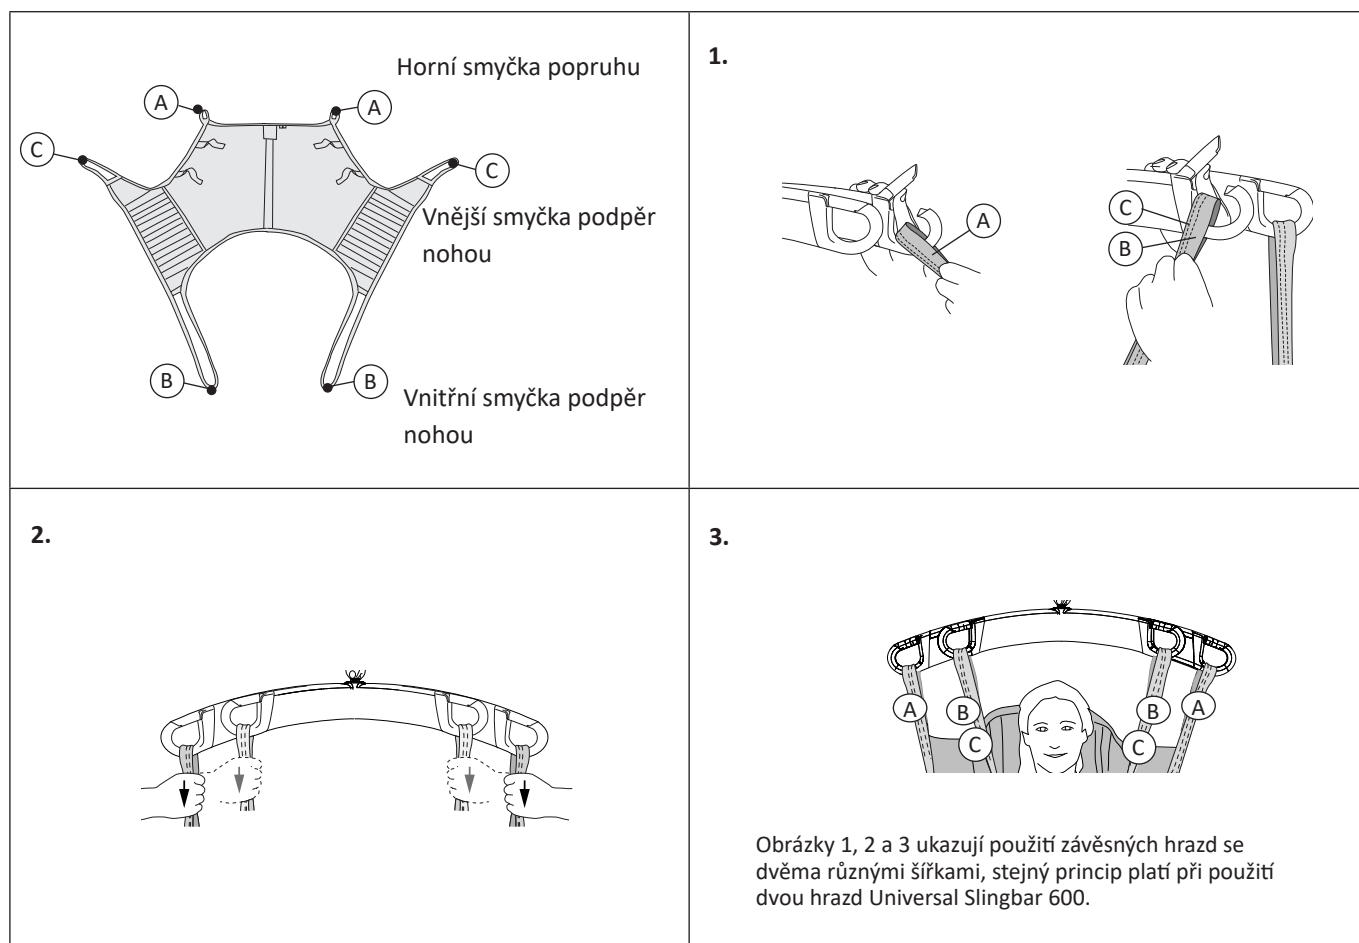 Horní smyčka popruhu
A
A
C
C
Vnější smyčka podpěr
nohou
B
B
Vnitřní smyčka podpěr
nohou
1.
A
C
B
2.
3.
A
B
C
B
A
C
Obrázky 1, 2 a 3 ukazují použití závěsných hrazd se
dvěma různými šířkami, stejný princip platí při použití
dvou hrazd Universal Slingbar 600.